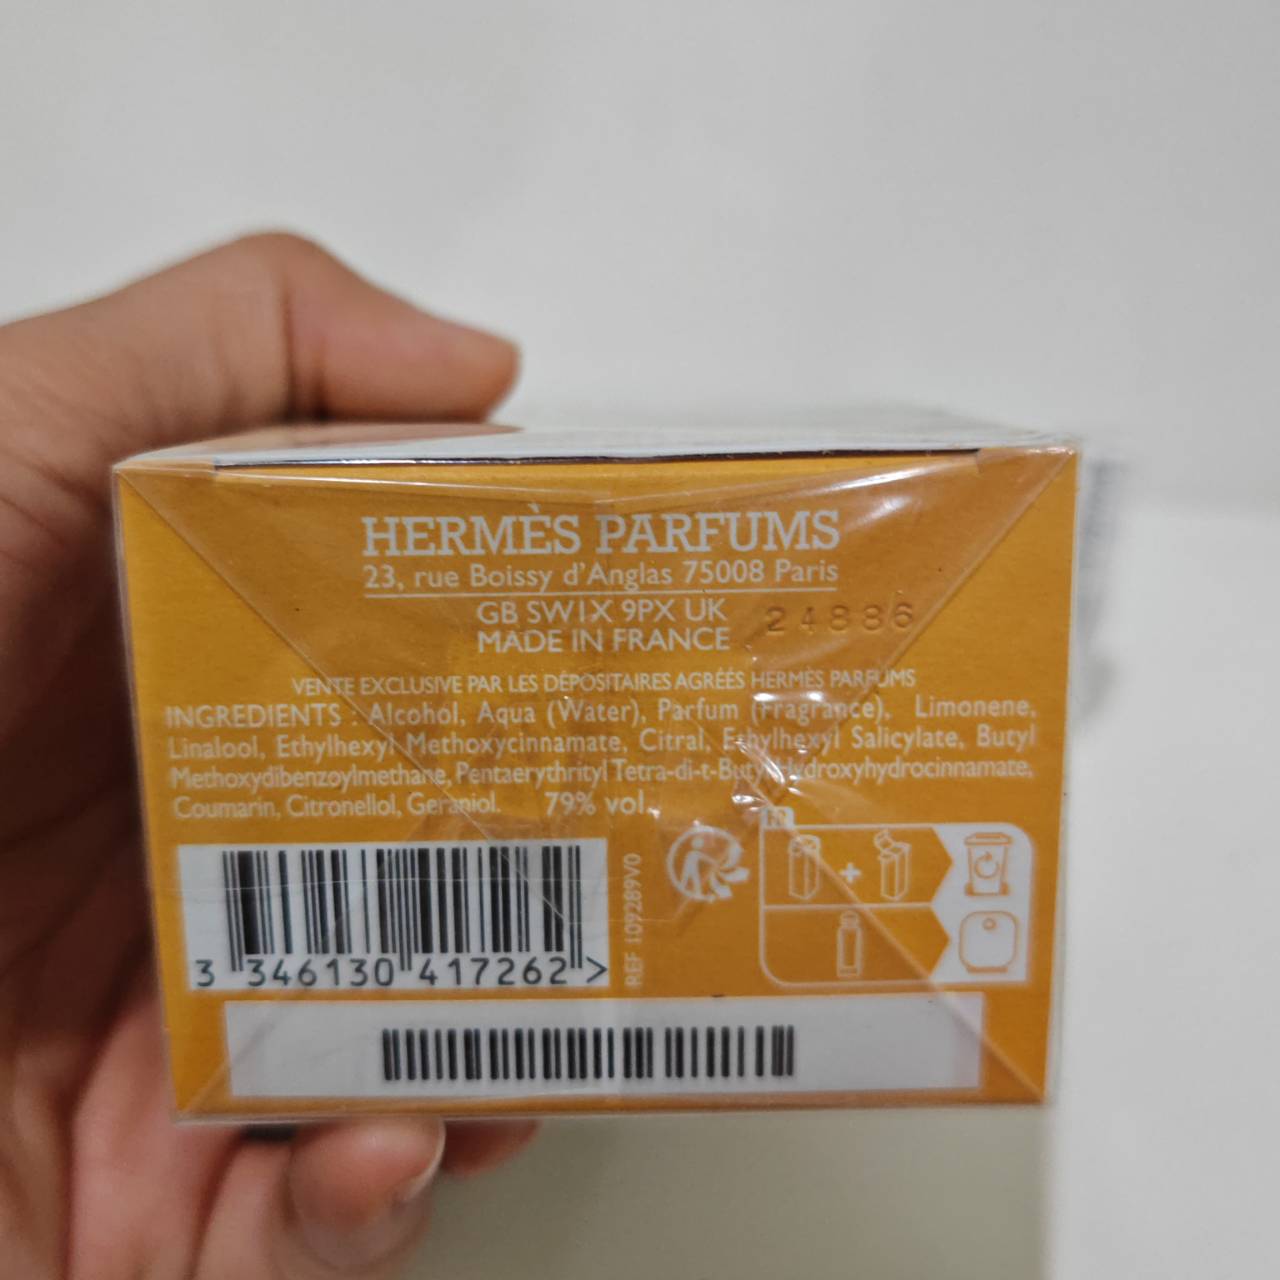 HERMÈS PARFUMS
23, rue Boissy d'Anglas 75008 Paris
GB SW1X 9PX UK 24886
MADE IN FRANCE
VENTE EXCLUSIVE PAR LES DÉPOSITAIRES AGRÉÉS HERMÈS PARFUMS
INGREDIENTS : Alcohol, Aqua (Water), Parfum (Fragrance), Limonene,
Linalool, Ethylhexyl Methoxycinnamate, Citral, Ethylhexyl Salicylate, Butyl
Methoxydibenzoylmethane, Pentaerythrityl Tetra-di-t-Butyl Hydroxyhydrocinnamate,
Coumarin, Citronellol, Geraniol. 79% vol.
3 346130 417262 >
REF 109289V0
FR